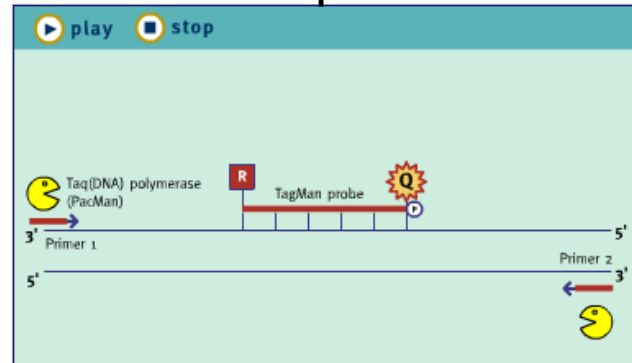 play stop
R
Q
Taq(DNA) polymerase
(PacMan)
TagMan probe
P
3' Primer 1 5'
Primer 2
5' 3'